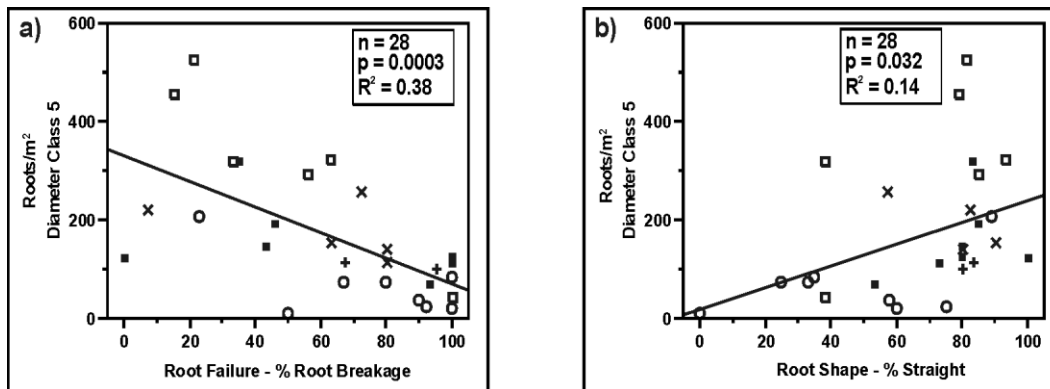 a)
n = 28
p = 0.0003
R² = 0.38
Roots/m²
Diameter Class 5
600
400
200
0
0 20 40 60 80 100
Root Failure - % Root Breakage
b)
n = 28
p = 0.032
R² = 0.14
Roots/m²
Diameter Class 5
600
400
200
0
0 20 40 60 80 100
Root Shape - % Straight